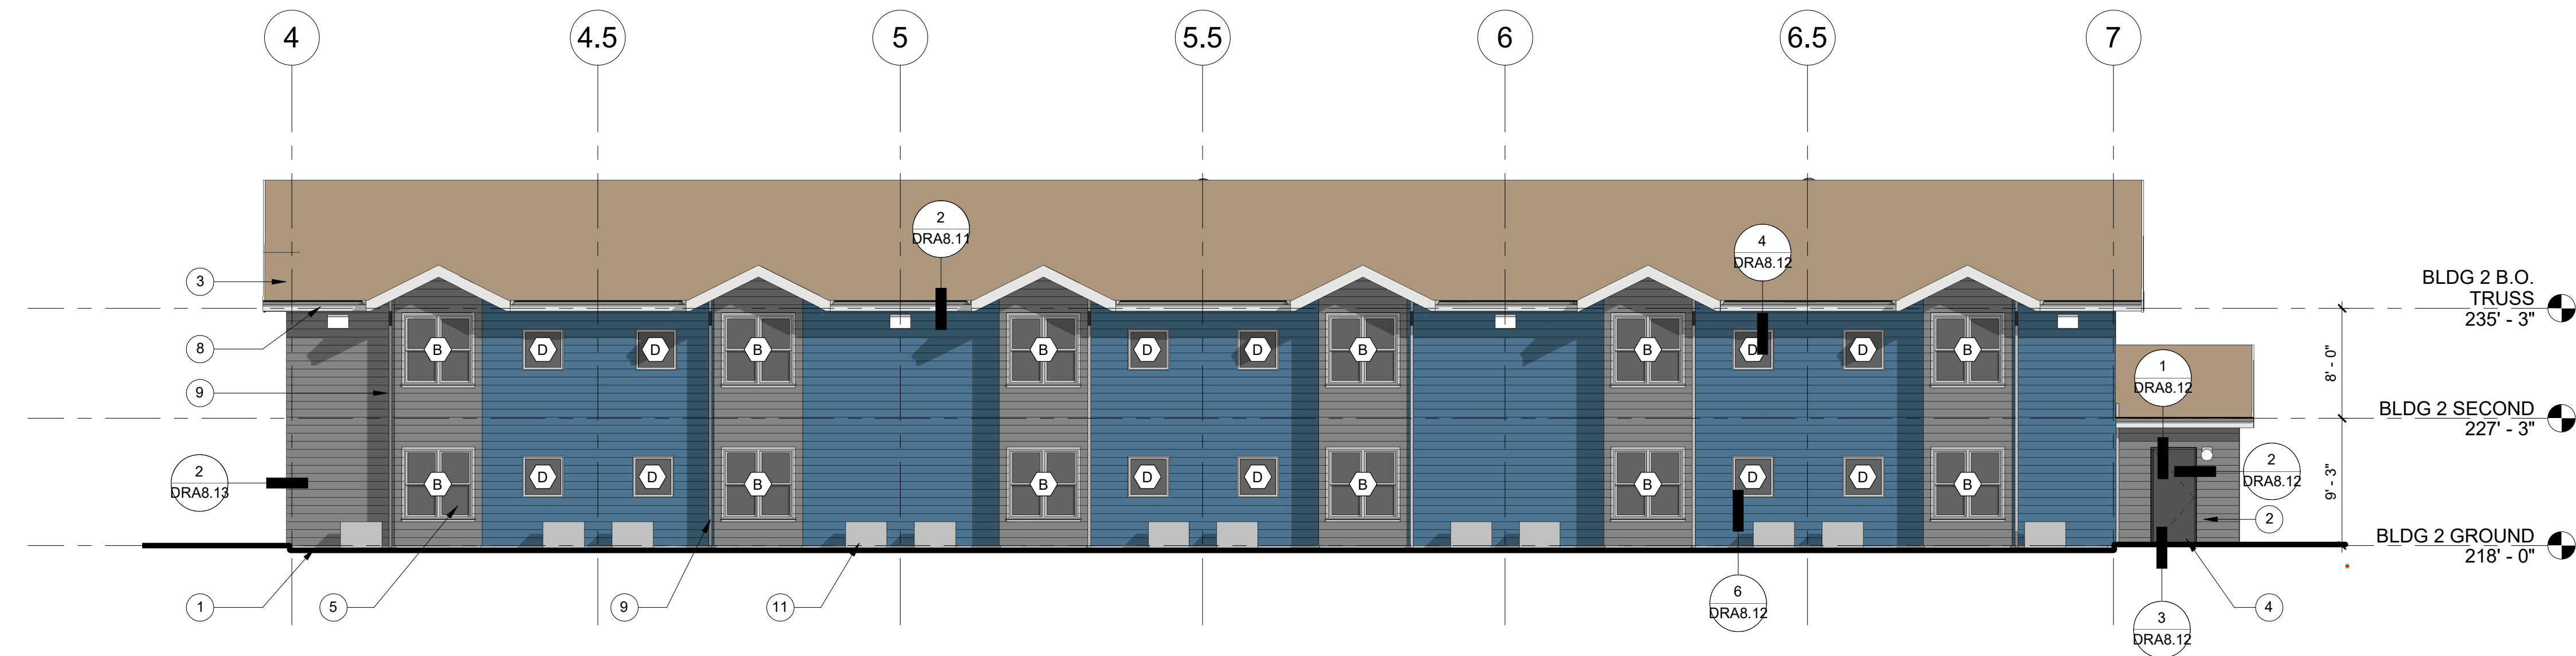 4 4.5 5 5.5 6 6.5 7
2
DRA8.11
4
DRA8.12
3
BLDG 2 B.O.
TRUSS
235' - 3"
8
B D D B B D D B B D D B
1
DRA8.12
8' - 0"
9
BLDG 2 SECOND
227' - 3"
2
DRA8.13
B D D B B D D B B D D B
2
DRA8.12
9' - 3"
2
BLDG 2 GROUND
218' - 0"
1 5 9 11
6
DRA8.12
3
DRA8.12
4